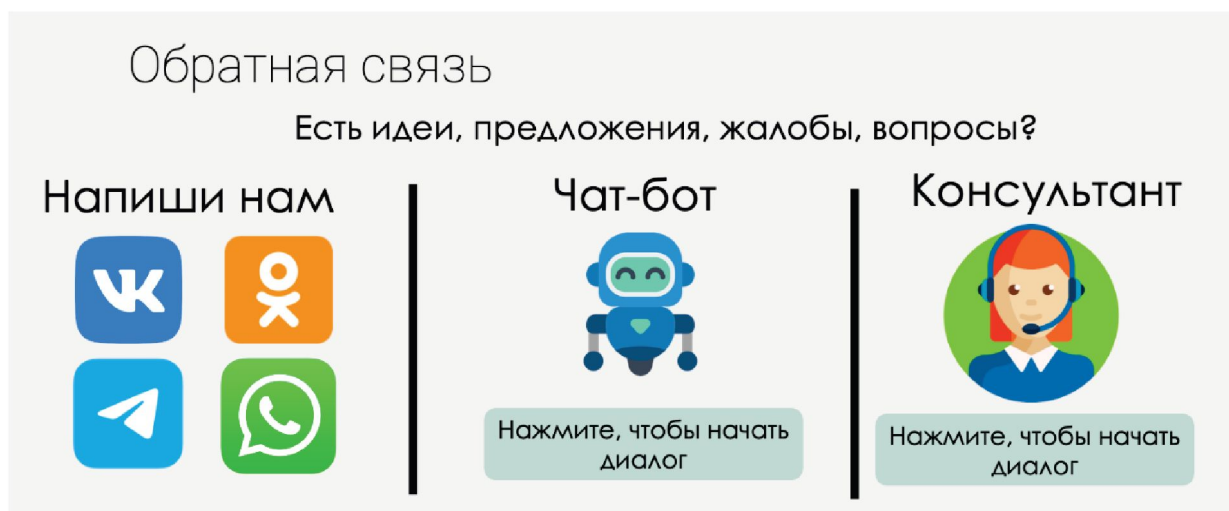 Обратная связь
Есть идеи, предложения, жалобы, вопросы?
Напиши нам
Чат-бот
Нажмите, чтобы начать
диалог
Консультант
Нажмите, чтобы начать
диалог